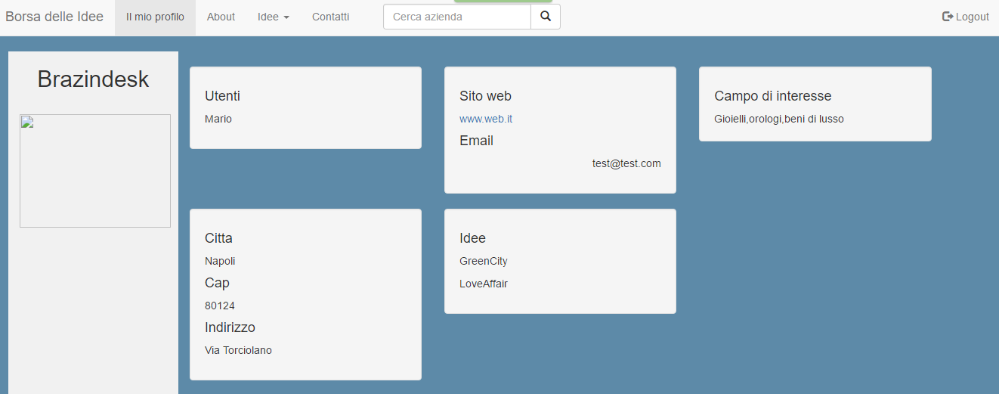 Borsa delle Idee
Il mio profilo
About
Idee
Contatti
Cerca azienda
Logout
Brazindesk
Utenti
Mario
Sito web
www.web.it
Email
test@test.com
Campo di interesse
Gioielli,orologi,beni di lusso
Citta
Napoli
Cap
80124
Indirizzo
Via Torciolano
Idee
GreenCity
LoveAffair